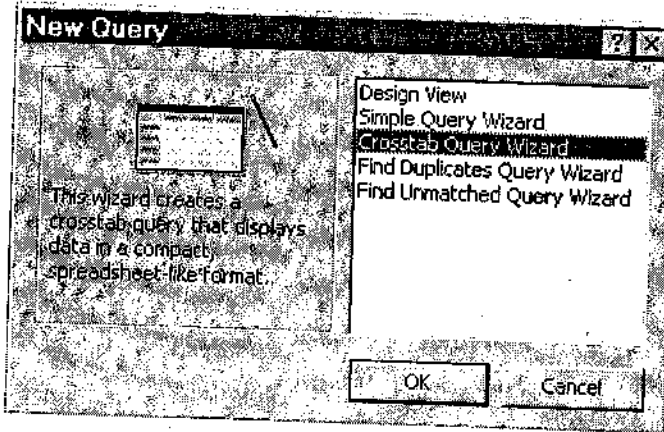 New Query
? ×
Design View
Simple Query Wizard
Crosstab Query Wizard
Find Duplicates Query Wizard
Find Unmatched Query Wizard
This wizard creates a
crosstab query that displays
data in a compact,
spreadsheet-like format.
OK
Cancel